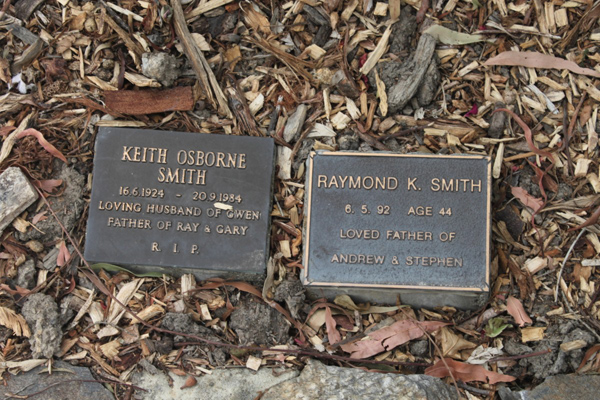 KEITH OSBORNE
SMITH
16.6.1924 - 20.9.1984
LOVING HUSBAND OF GWEN
FATHER OF RAY & GARY
R. I. P.
RAYMOND K. SMITH
6. 5. 92 AGE 44
LOVED FATHER OF
ANDREW & STEPHEN